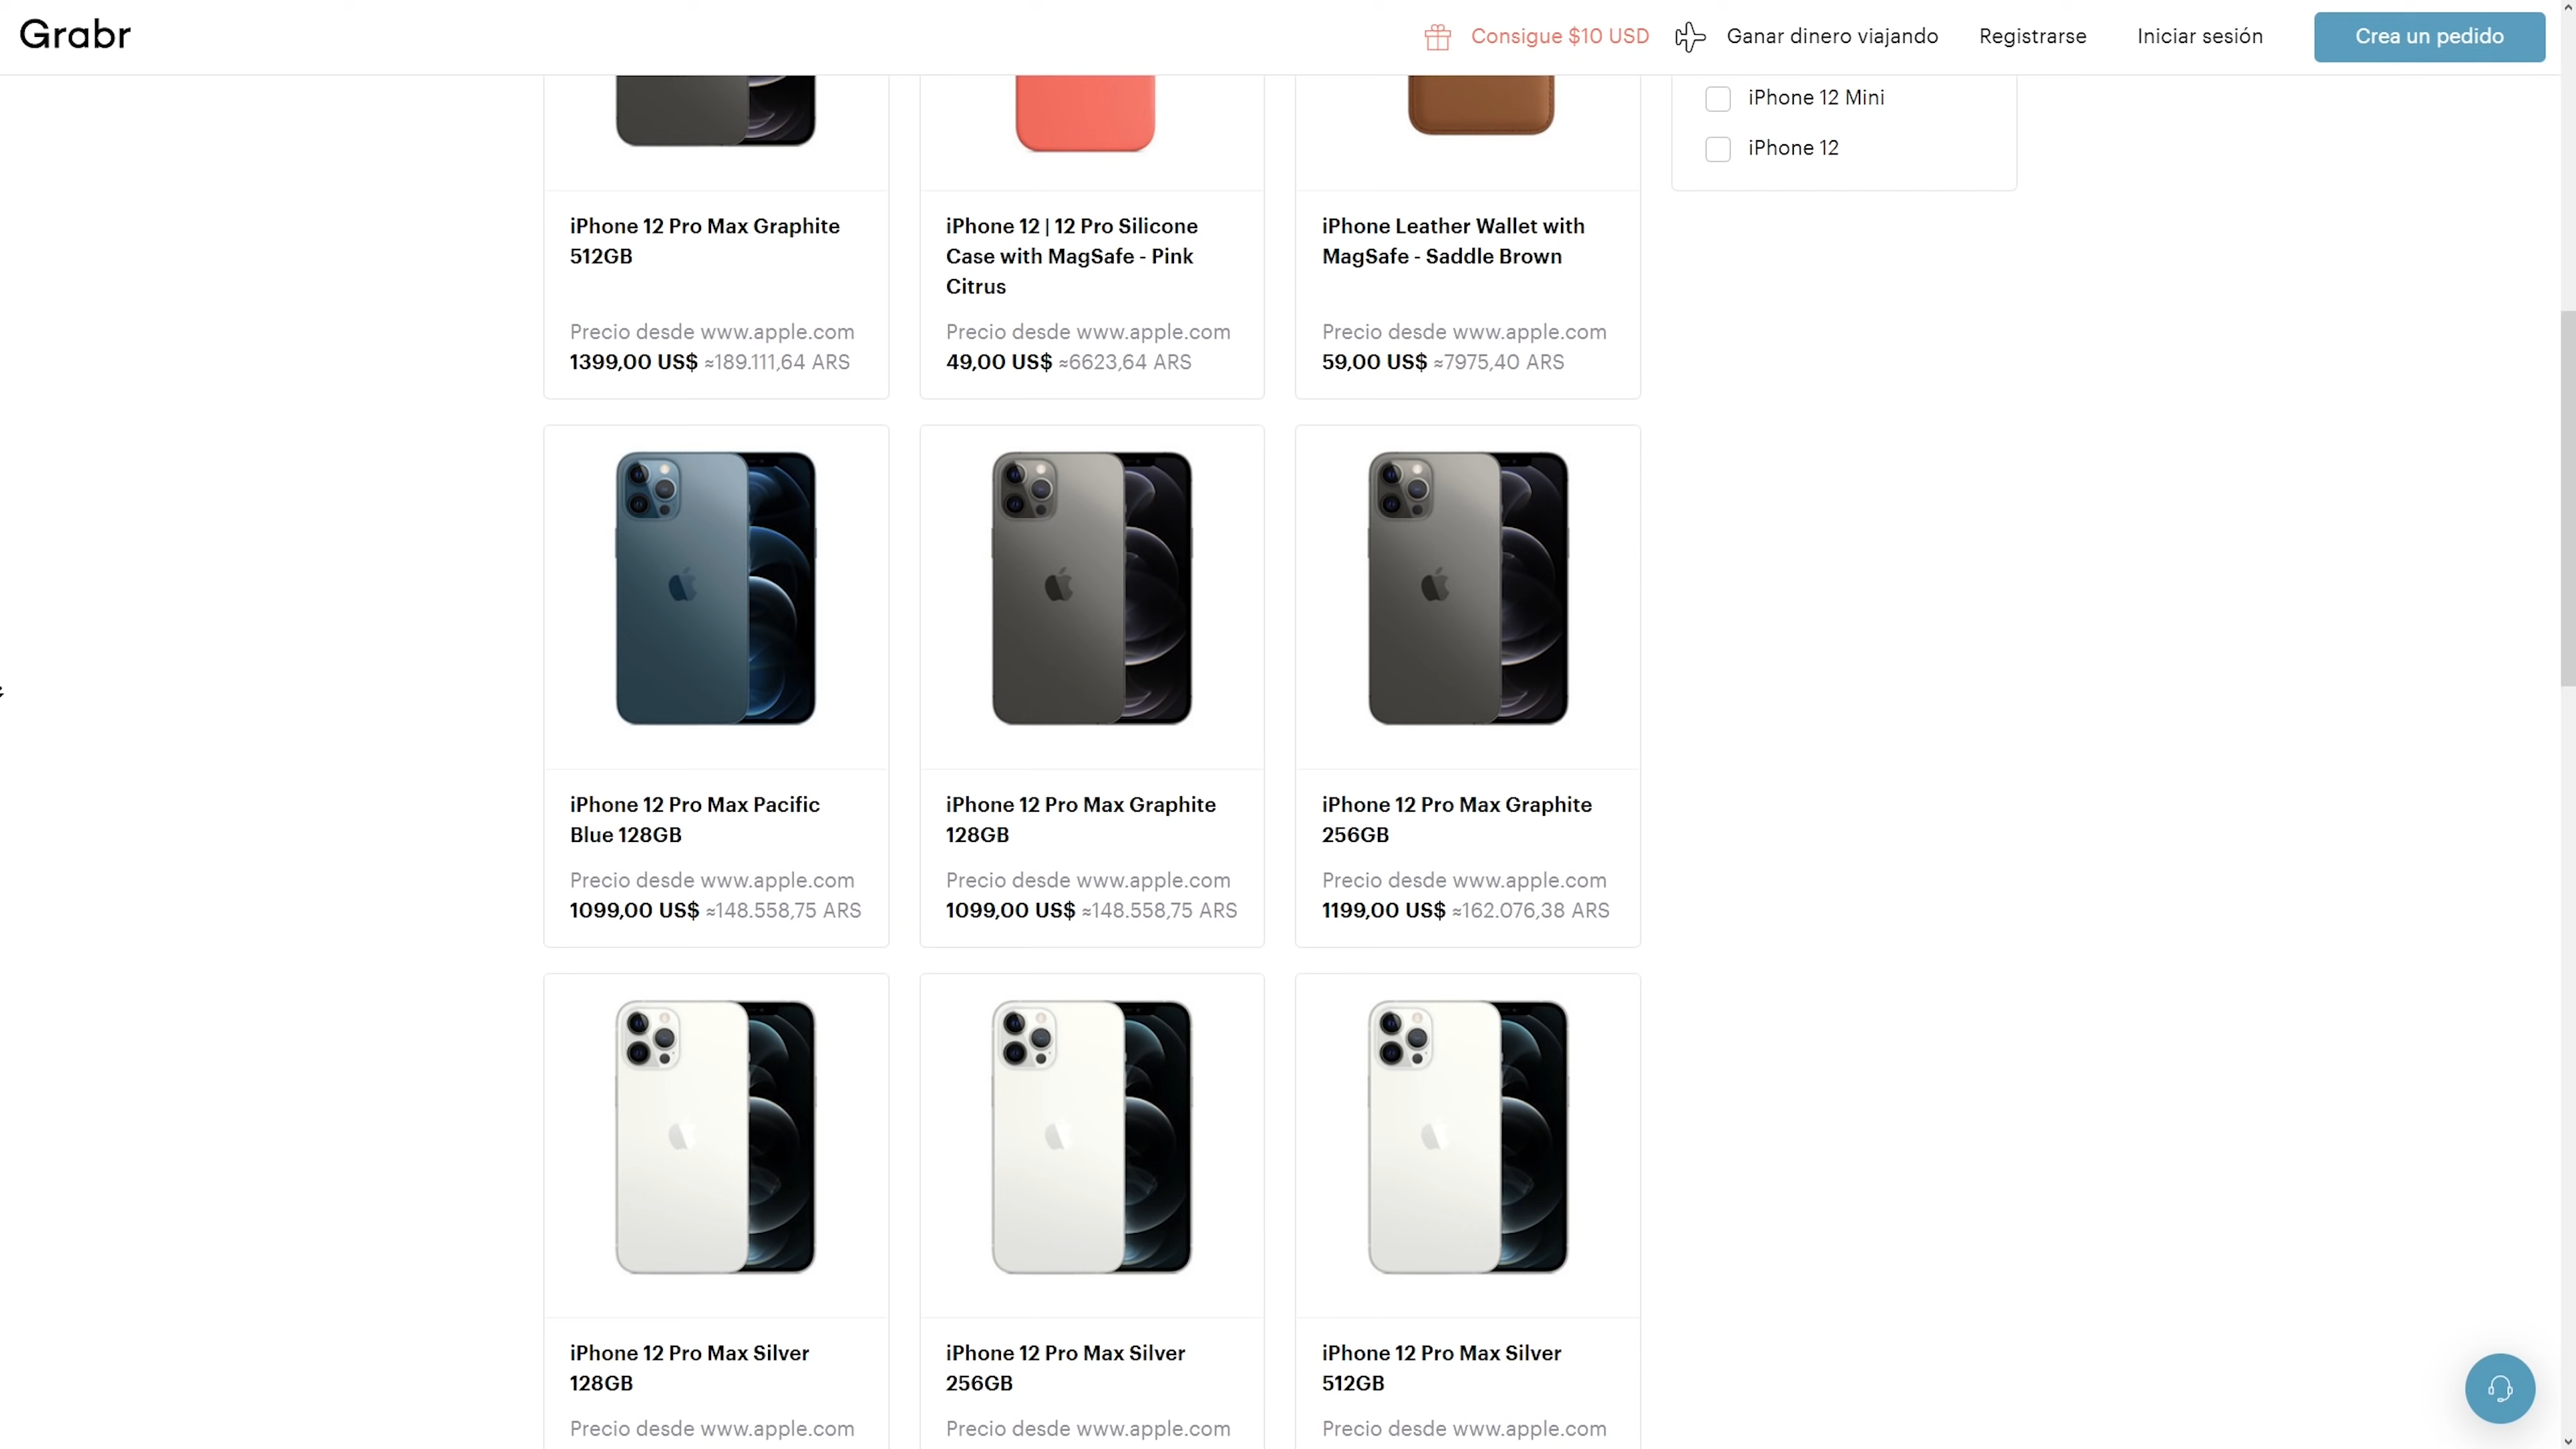 Grabr
Consigue $10 USD
Ganar dinero viajando
Registrarse
Iniciar sesión
Crea un pedido
iPhone 12 Mini
iPhone 12
iPhone 12 Pro Max Graphite
512GB
Precio desde www.apple.com
1399,00 US$ ≈189.111,64 ARS
iPhone 12 | 12 Pro Silicone
Case with MagSafe - Pink
Citrus
Precio desde www.apple.com
49,00 US$ ≈6623,64 ARS
iPhone Leather Wallet with
MagSafe - Saddle Brown
Precio desde www.apple.com
59,00 US$ ≈7975,40 ARS
iPhone 12 Pro Max Pacific
Blue 128GB
Precio desde www.apple.com
1099,00 US$ ≈148.558,75 ARS
iPhone 12 Pro Max Graphite
128GB
Precio desde www.apple.com
1099,00 US$ ≈148.558,75 ARS
iPhone 12 Pro Max Graphite
256GB
Precio desde www.apple.com
1199,00 US$ ≈162.076,38 ARS
iPhone 12 Pro Max Silver
128GB
Precio desde www.apple.com
iPhone 12 Pro Max Silver
256GB
Precio desde www.apple.com
iPhone 12 Pro Max Silver
512GB
Precio desde www.apple.com